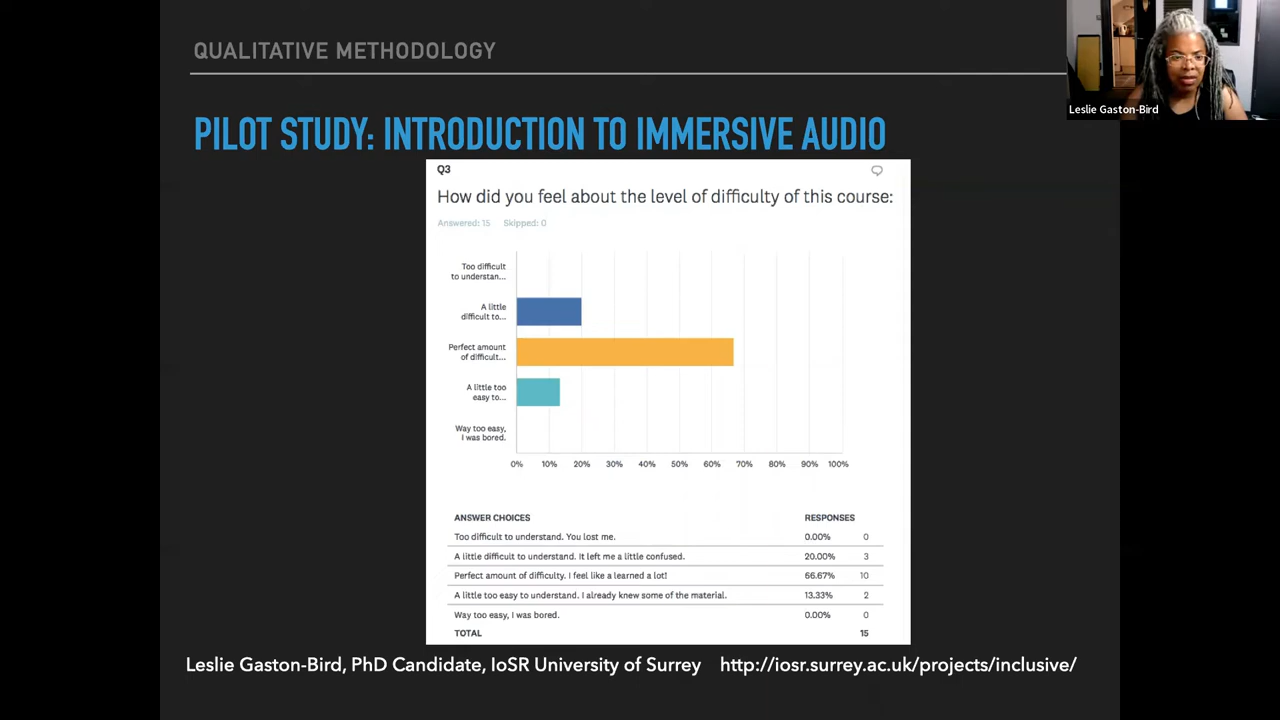 QUALITATIVE METHODOLOGY
Leslie Gaston-Bird
PILOT STUDY: INTRODUCTION TO IMMERSIVE AUDIO
Q3
How did you feel about the level of difficulty of this course:
Answered: 15 Skipped: 0
Too difficult
to understan...
A little
difficult to...
Perfect amount
of difficult...
A little too
easy to...
Way too easy,
I was bored.
0% 10% 20% 30% 40% 50% 60% 70% 80% 90% 100%
ANSWER CHOICES RESPONSES
Too difficult to understand. You lost me. 0.00% 0
A little difficult to understand. It left me a little confused. 20.00% 3
Perfect amount of difficulty. I feel like a learned a lot! 66.67% 10
A little too easy to understand. I already knew some of the material. 13.33% 2
Way too easy, I was bored. 0.00% 0
TOTAL 15
Leslie Gaston-Bird, PhD Candidate, IoSR University of Surrey http://iosr.surrey.ac.uk/projects/inclusive/